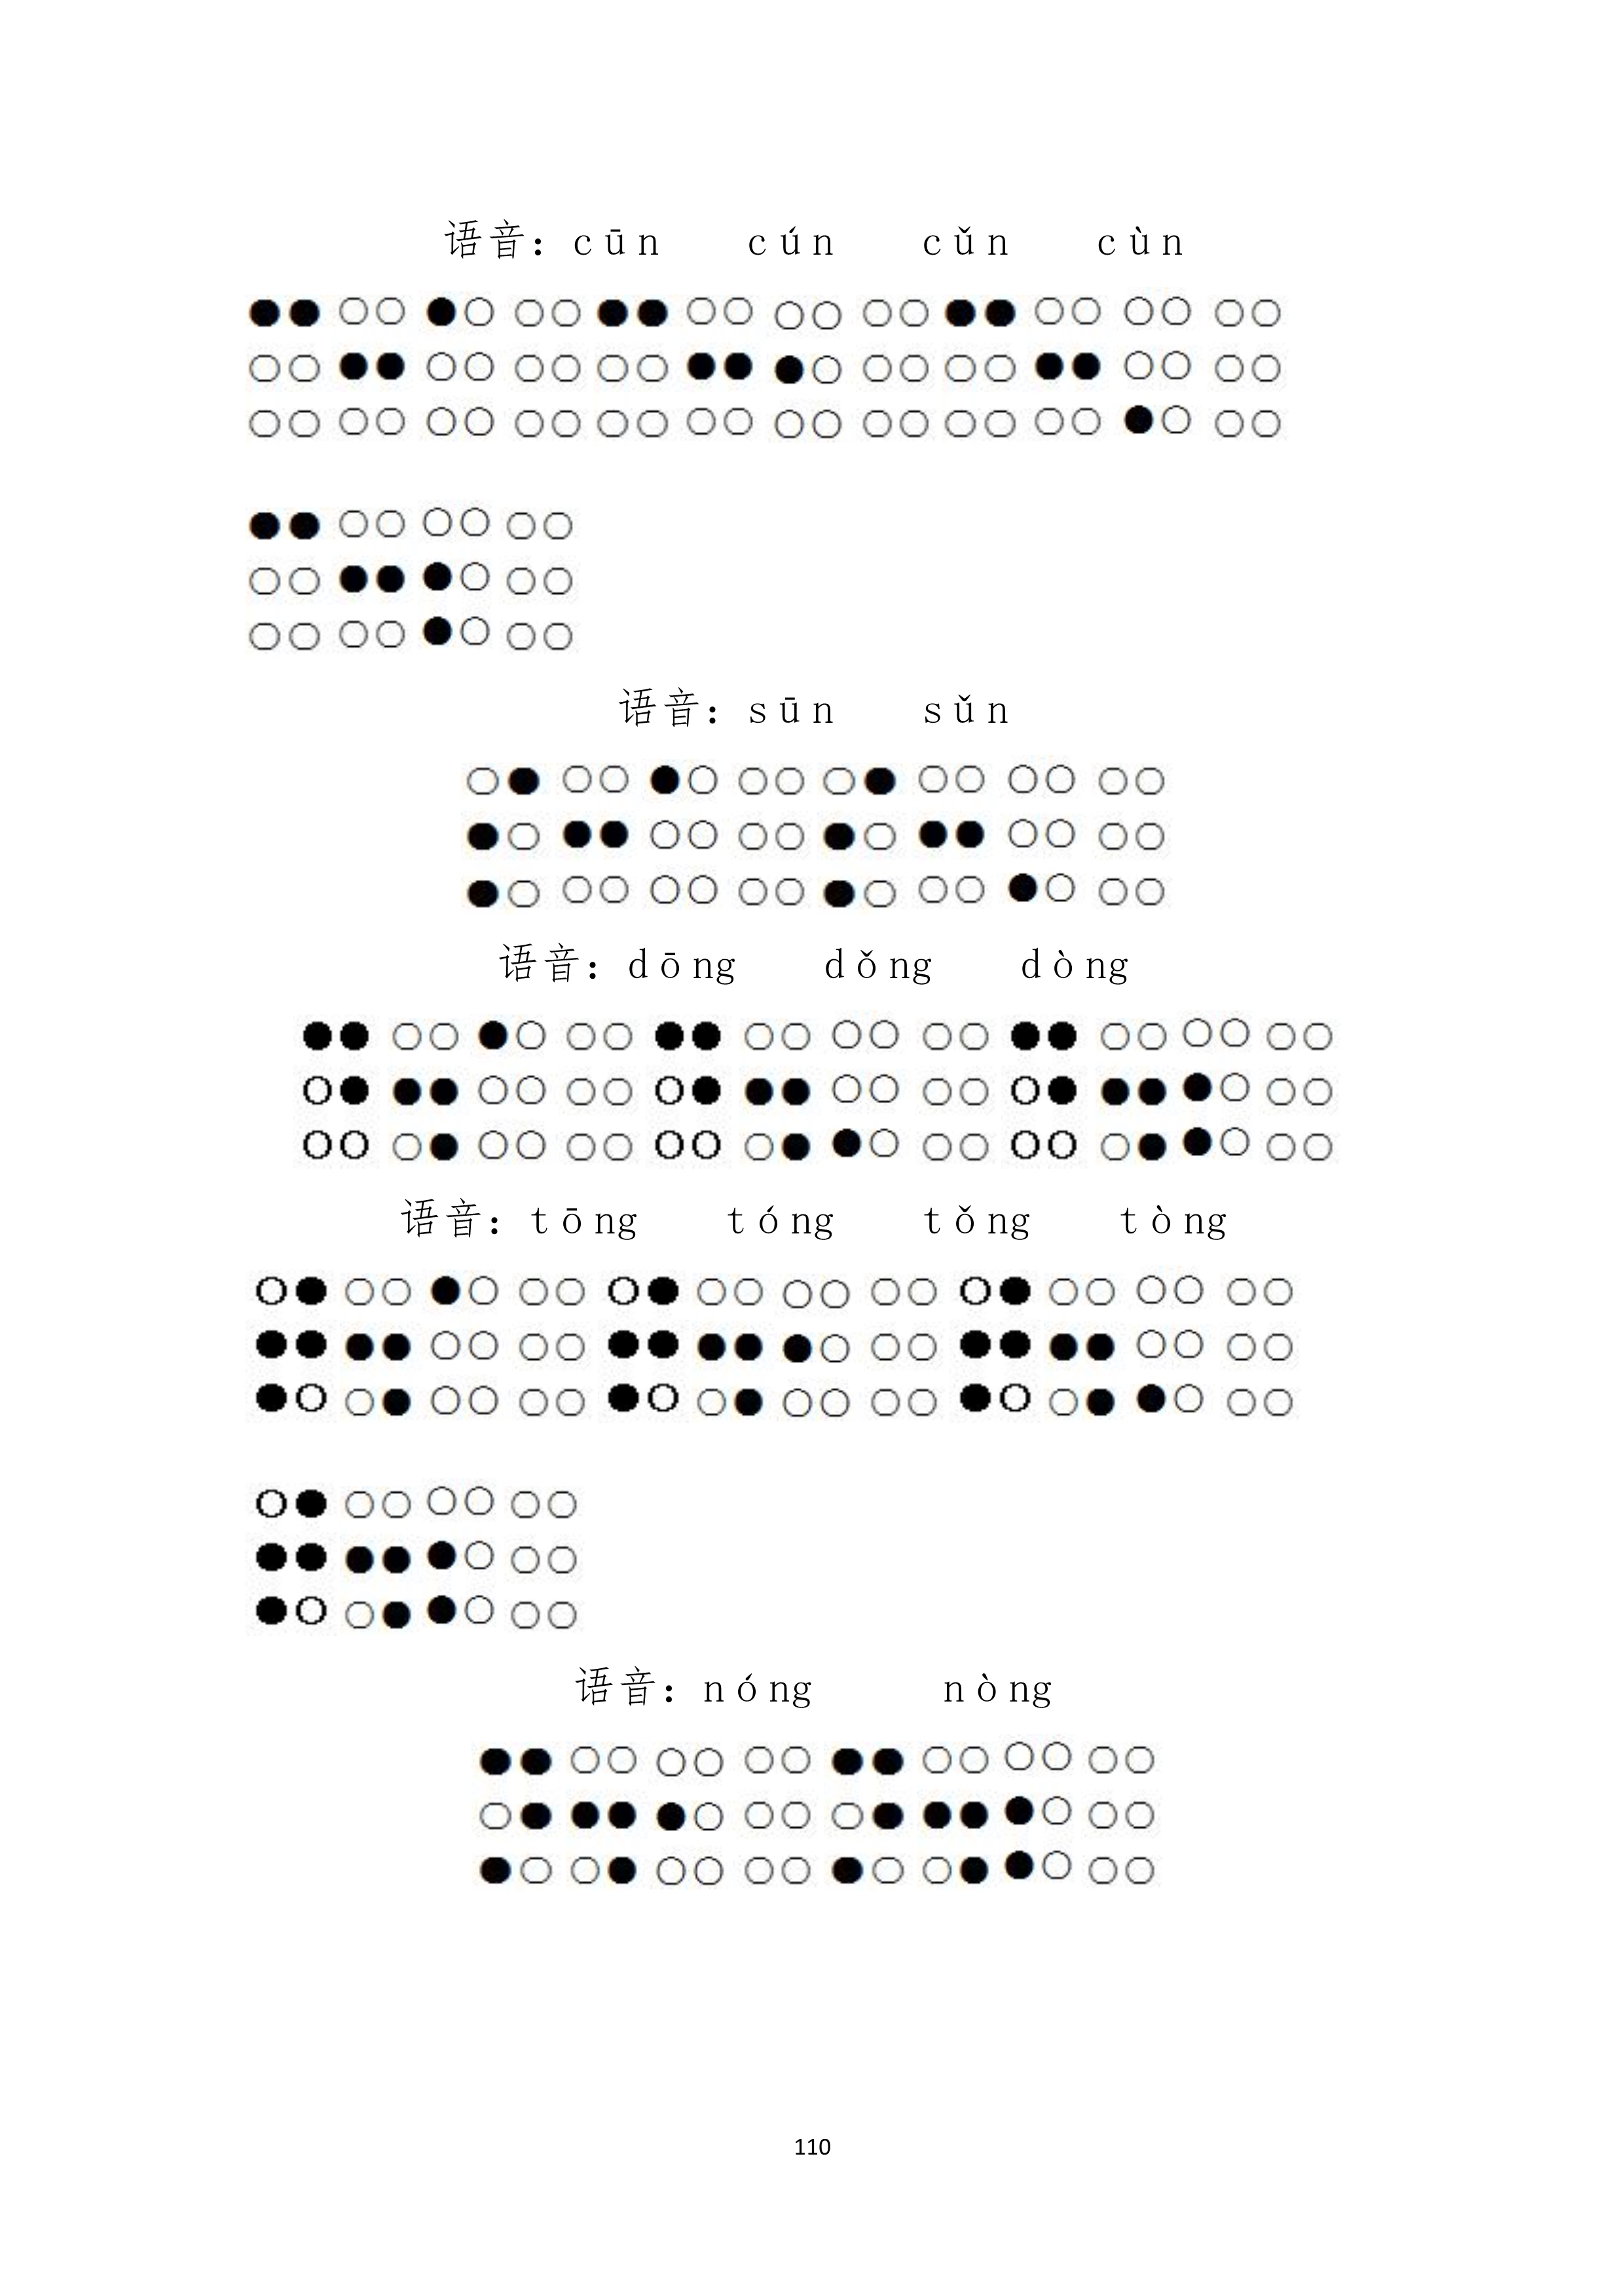 语音：cūn cún cǔn cùn
语音：sūn sǔn
语音：dōng dǒng dòng
语音：tōng tóng tǒng tòng
语音：nóng nòng
110